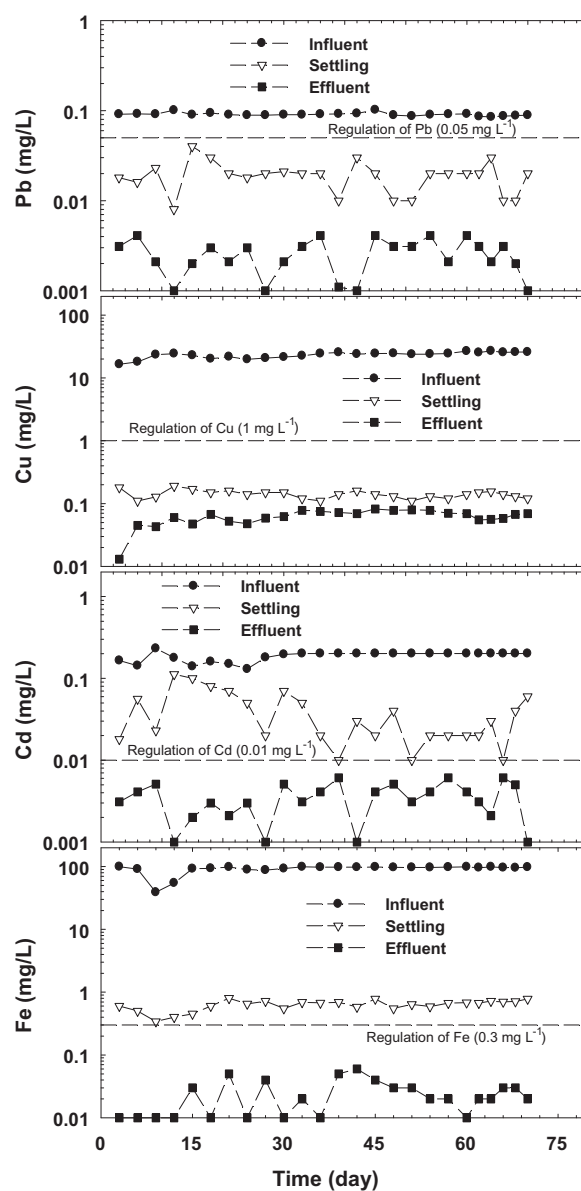 1
Influent
Settling
Effluent
0.1
Regulation of Pb (0.05 mg L⁻¹)
Pb (mg/L)
0.01
0.001
100
10
Influent
Settling
Effluent
Regulation of Cu (1 mg L⁻¹)
Cu (mg/L)
1
0.1
0.01
Influent
Settling
Effluent
1
0.1
Cd (mg/L)
Regulation of Cd (0.01 mg L⁻¹)
0.01
0.001
100
Influent
Settling
Effluent
10
Fe (mg/L)
1
Regulation of Fe (0.3 mg L⁻¹)
0.1
0.01
0 15 30 45 60 75
Time (day)